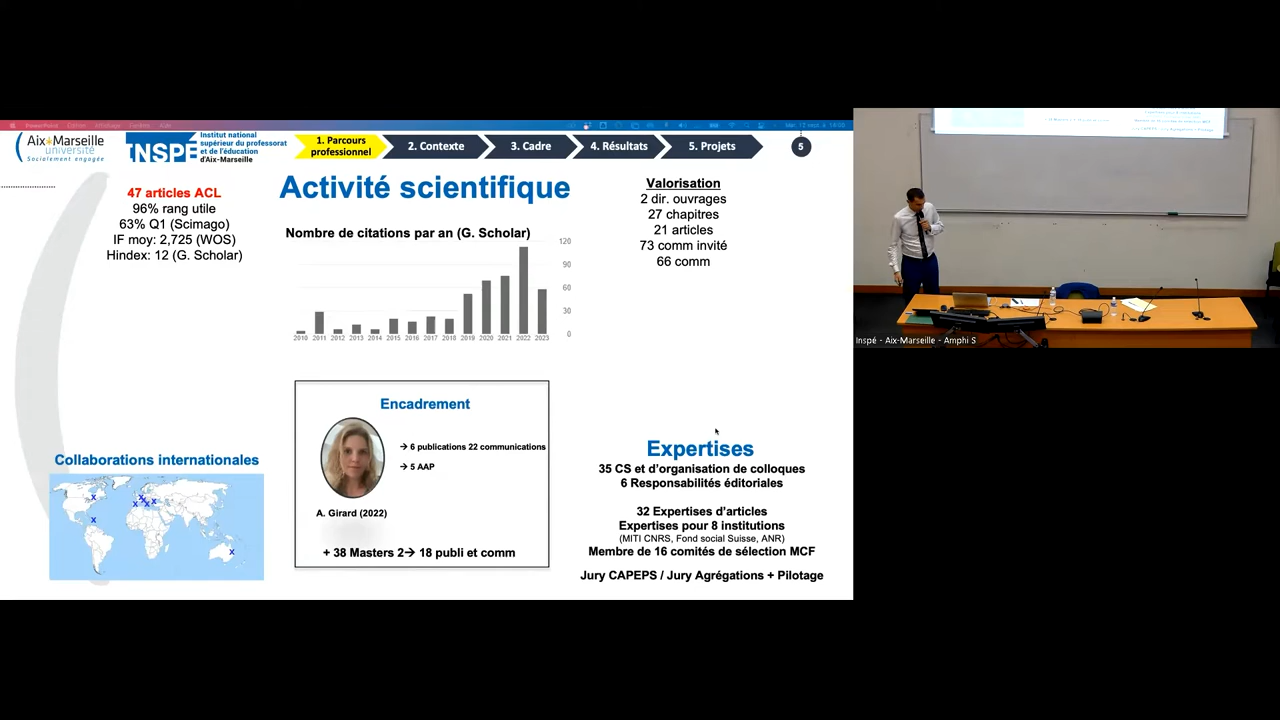 Aix*Marseille
université
Socialement engagée
INSPÉ
Institut national
supérieur du professorat
et de l'éducation
d'Aix-Marseille
1. Parcours
professionnel
2. Contexte
3. Cadre
4. Résultats
5. Projets
5
47 articles ACL
96% rang utile
63% Q1 (Scimago)
IF moy: 2,725 (WOS)
Hindex: 12 (G. Scholar)
Activité scientifique
Nombre de citations par an (G. Scholar)
120
90
60
30
0
2010 2011 2012 2013 2014 2015 2016 2017 2018 2019 2020 2021 2022 2023
Valorisation
2 dir. ouvrages
27 chapitres
21 articles
73 comm invité
66 comm
Encadrement
→ 6 publications 22 communications
→ 5 AAP
A. Girard (2022)
+ 38 Masters 2→ 18 publi et comm
Collaborations internationales
x
x
x
x
x
x
x
x
Expertises
35 CS et d'organisation de colloques
6 Responsabilités éditoriales
32 Expertises d'articles
Expertises pour 8 institutions
(MITI CNRS, Fond social Suisse, ANR)
Membre de 16 comités de sélection MCF
Jury CAPEPS / Jury Agrégations + Pilotage
Inspé - Aix-Marseille - Amphi S